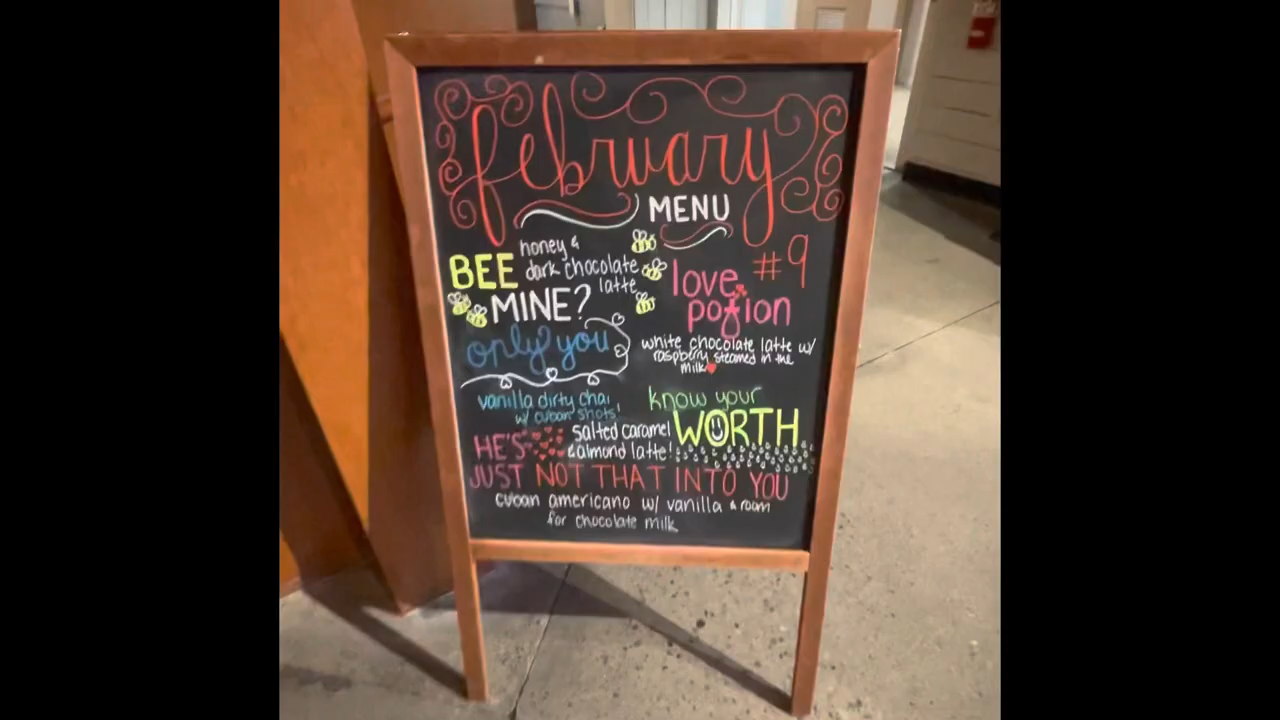 february
MENU
BEE
MINE?
honey &
dark chocolate
latte
love
potion
#9
white chocolate latte w/
raspberry steamed in the
milk
only you
vanilla dirty chai
w/ cuban shots!
know your
WORTH
salted caramel
& almond latte!
HE'S
JUST NOT THAT INTO YOU
cuban americano w/ vanilla & room
for chocolate milk